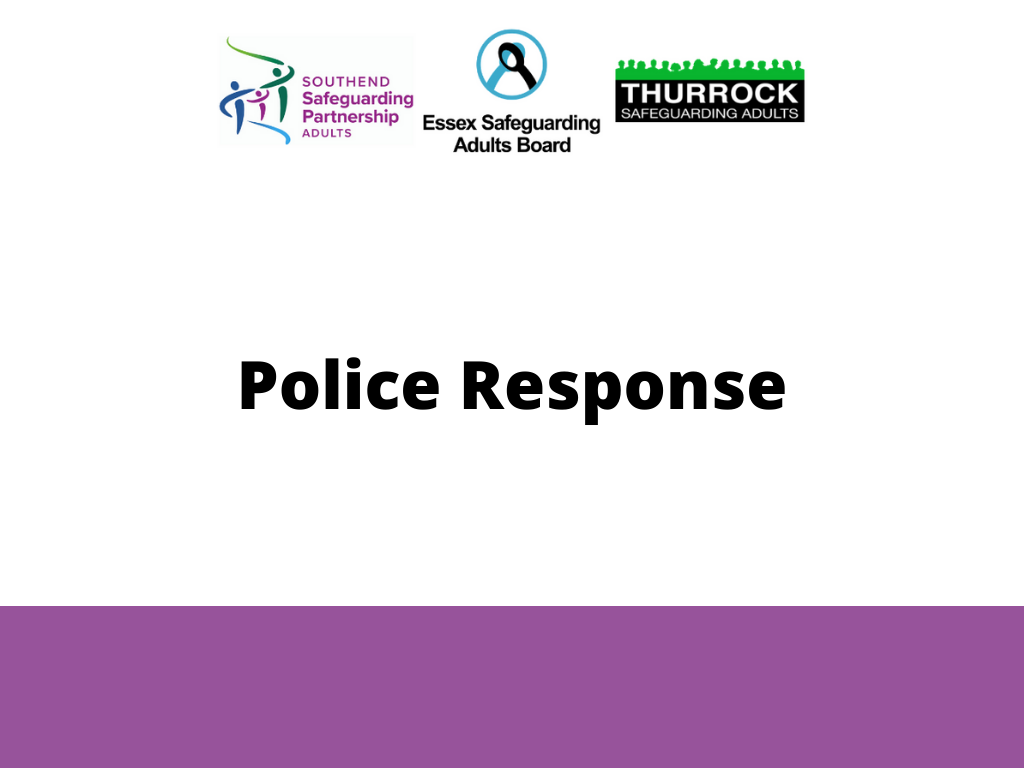 SOUTHEND
Safeguarding
Partnership
ADULTS
Essex Safeguarding
Adults Board
THURROCK
SAFEGUARDING ADULTS
Police Response